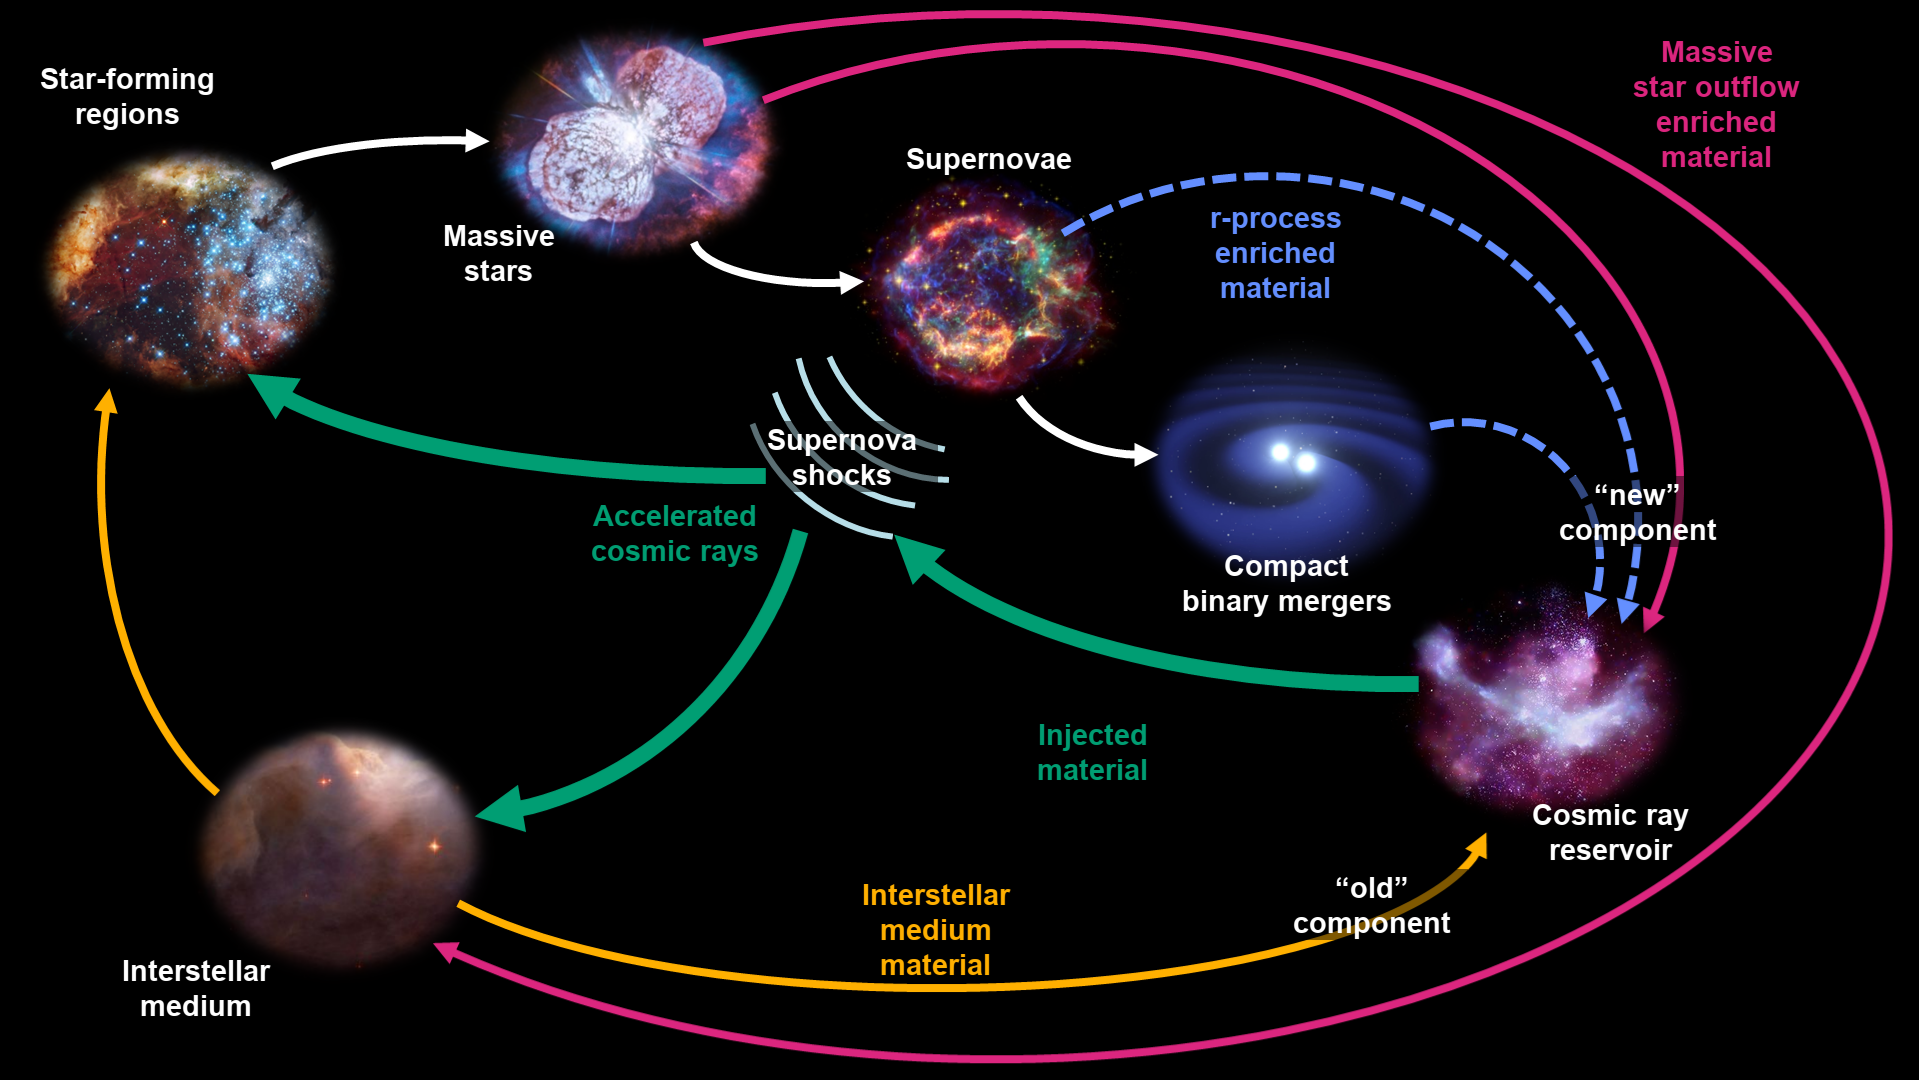 Star-forming
regions
Massive
stars
Supernovae
Massive
star outflow
enriched
material
r-process
enriched
material
Supernova
shocks
Accelerated
cosmic rays
“new”
component
Compact
binary mergers
Injected
material
Cosmic ray
reservoir
“old”
component
Interstellar
medium
material
Interstellar
medium